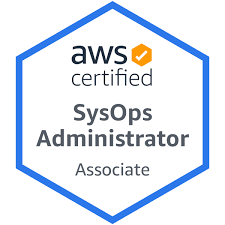 aws
certified
SysOps
Administrator
Associate